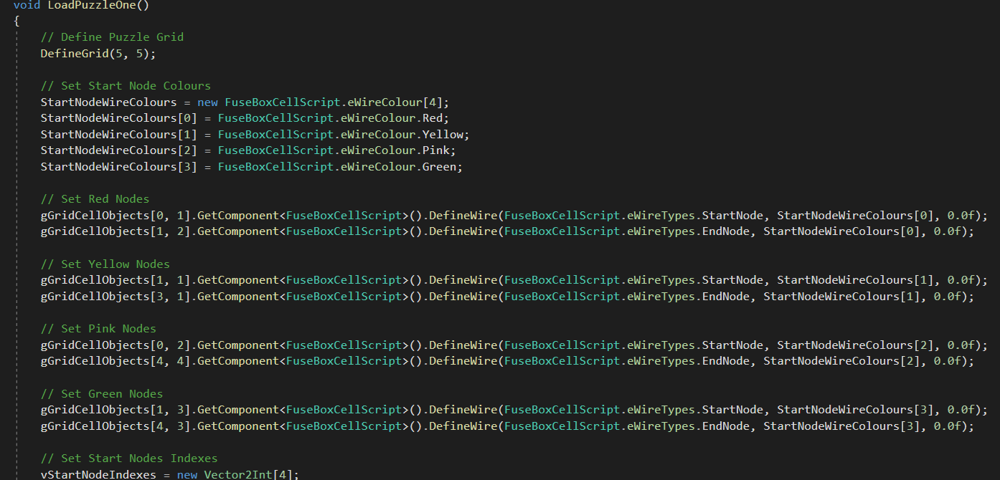 void LoadPuzzleOne()
{
// Define Puzzle Grid
DefineGrid(5, 5);
// Set Start Node Colours
StartNodeWireColours = new FuseBoxCellScript.eWireColour[4];
StartNodeWireColours[0] = FuseBoxCellScript.eWireColour.Red;
StartNodeWireColours[1] = FuseBoxCellScript.eWireColour.Yellow;
StartNodeWireColours[2] = FuseBoxCellScript.eWireColour.Pink;
StartNodeWireColours[3] = FuseBoxCellScript.eWireColour.Green;
// Set Red Nodes
gGridCellObjects[0, 1].GetComponent<FuseBoxCellScript>().DefineWire(FuseBoxCellScript.eWireTypes.StartNode, StartNodeWireColours[0], 0.0f);
gGridCellObjects[1, 2].GetComponent<FuseBoxCellScript>().DefineWire(FuseBoxCellScript.eWireTypes.EndNode, StartNodeWireColours[0], 0.0f);
// Set Yellow Nodes
gGridCellObjects[1, 1].GetComponent<FuseBoxCellScript>().DefineWire(FuseBoxCellScript.eWireTypes.StartNode, StartNodeWireColours[1], 0.0f);
gGridCellObjects[3, 1].GetComponent<FuseBoxCellScript>().DefineWire(FuseBoxCellScript.eWireTypes.EndNode, StartNodeWireColours[1], 0.0f);
// Set Pink Nodes
gGridCellObjects[0, 2].GetComponent<FuseBoxCellScript>().DefineWire(FuseBoxCellScript.eWireTypes.StartNode, StartNodeWireColours[2], 0.0f);
gGridCellObjects[4, 4].GetComponent<FuseBoxCellScript>().DefineWire(FuseBoxCellScript.eWireTypes.EndNode, StartNodeWireColours[2], 0.0f);
// Set Green Nodes
gGridCellObjects[1, 3].GetComponent<FuseBoxCellScript>().DefineWire(FuseBoxCellScript.eWireTypes.StartNode, StartNodeWireColours[3], 0.0f);
gGridCellObjects[4, 3].GetComponent<FuseBoxCellScript>().DefineWire(FuseBoxCellScript.eWireTypes.EndNode, StartNodeWireColours[3], 0.0f);
// Set Start Nodes Indexes
vStartNodeIndexes = new Vector2Int[4];